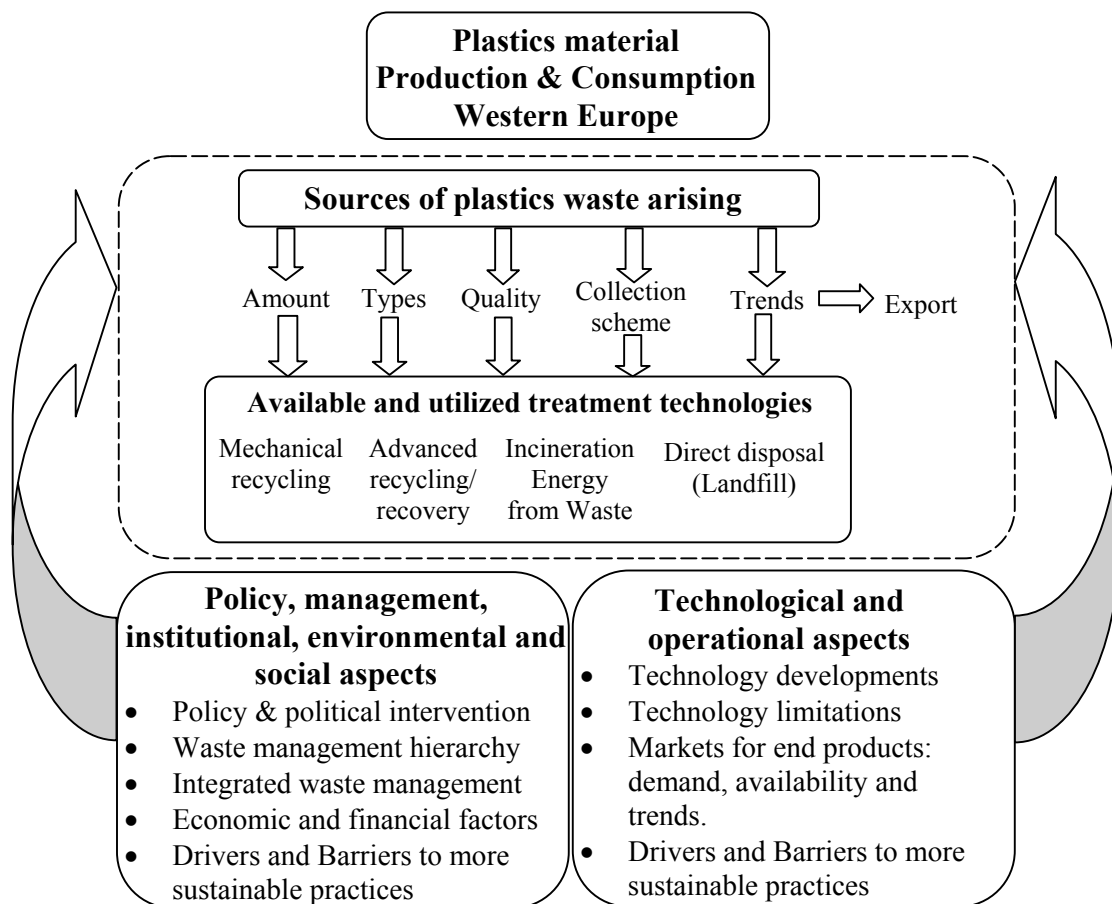 Plastics material
Production & Consumption
Western Europe
Sources of plastics waste arising
Amount
Types
Quality
Collection
scheme
Trends
Export
Available and utilized treatment technologies
Mechanical
recycling
Advanced
recycling/
recovery
Incineration
Energy
from Waste
Direct disposal
(Landfill)
Policy, management,
institutional, environmental and
social aspects
• Policy & political intervention
• Waste management hierarchy
• Integrated waste management
• Economic and financial factors
• Drivers and Barriers to more
sustainable practices
Technological and
operational aspects
• Technology developments
• Technology limitations
• Markets for end products:
demand, availability and
trends.
• Drivers and Barriers to more
sustainable practices